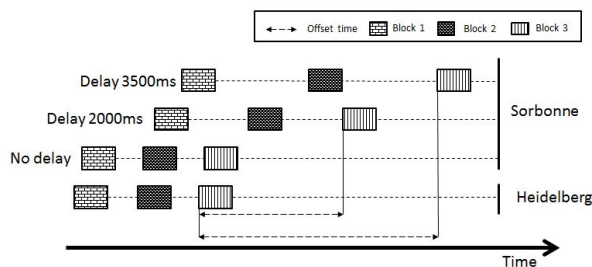 Offset time Block 1 Block 2 Block 3
Delay 3500ms
Delay 2000ms
Sorbonne
No delay
Heidelberg
Time